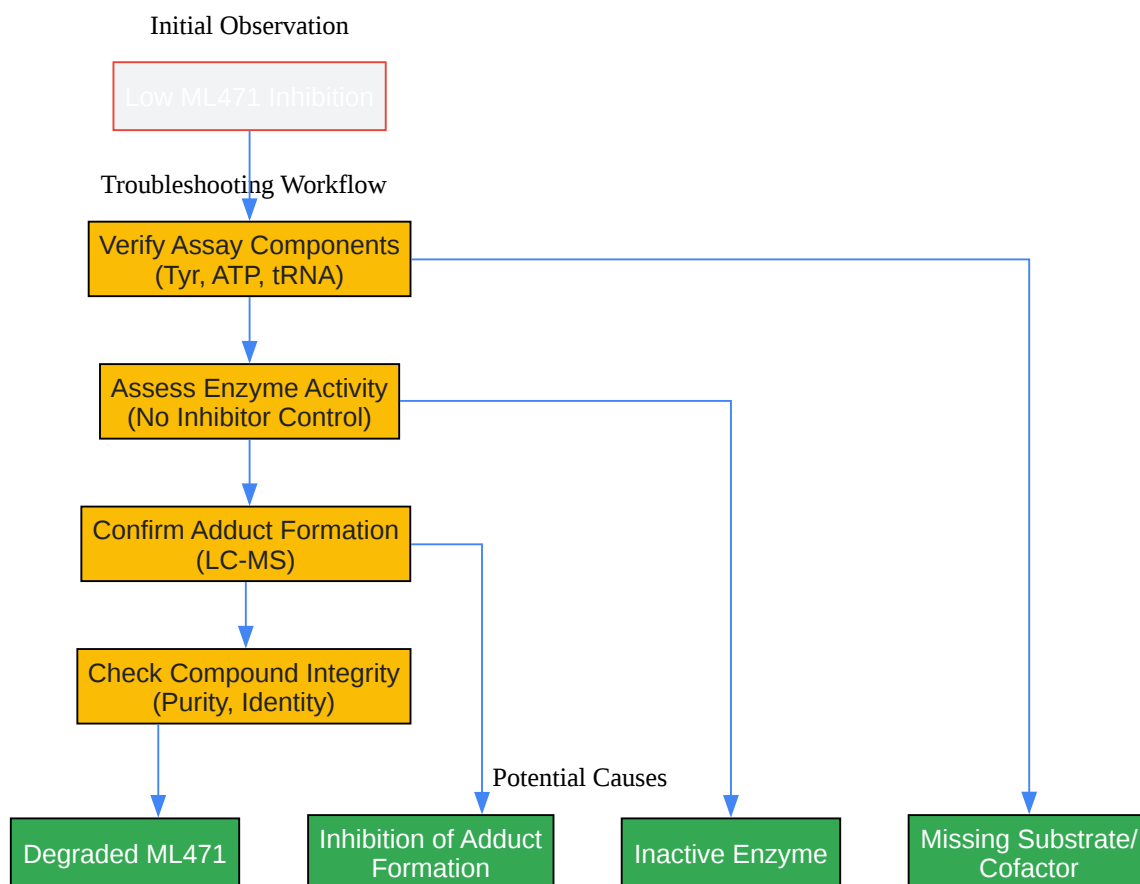 Initial Observation
Low ML471 Inhibition
Troubleshooting Workflow
Verify Assay Components
(Tyr, ATP, tRNA)
Assess Enzyme Activity
(No Inhibitor Control)
Confirm Adduct Formation
(LC-MS)
Check Compound Integrity
(Purity, Identity)
Potential Causes
Degraded ML471
Inhibition of Adduct
Formation
Inactive Enzyme
Missing Substrate/
Cofactor